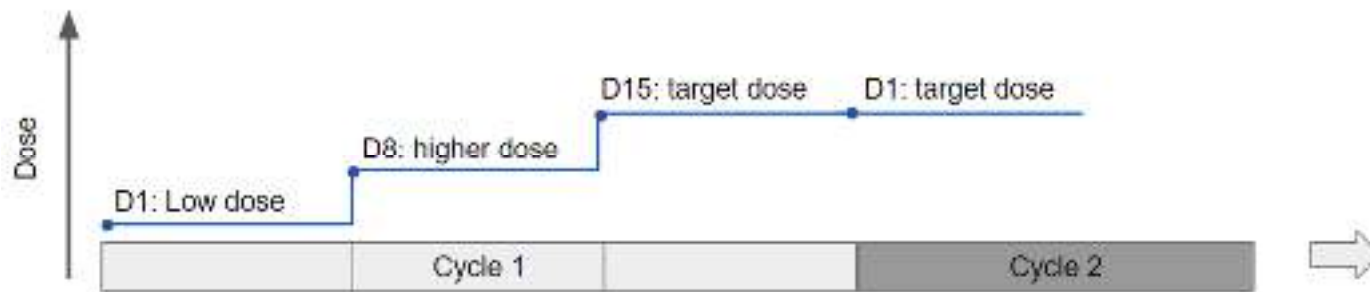 Dose
D1: Low dose
D8: higher dose
D15: target dose
D1: target dose
Cycle 1
Cycle 2